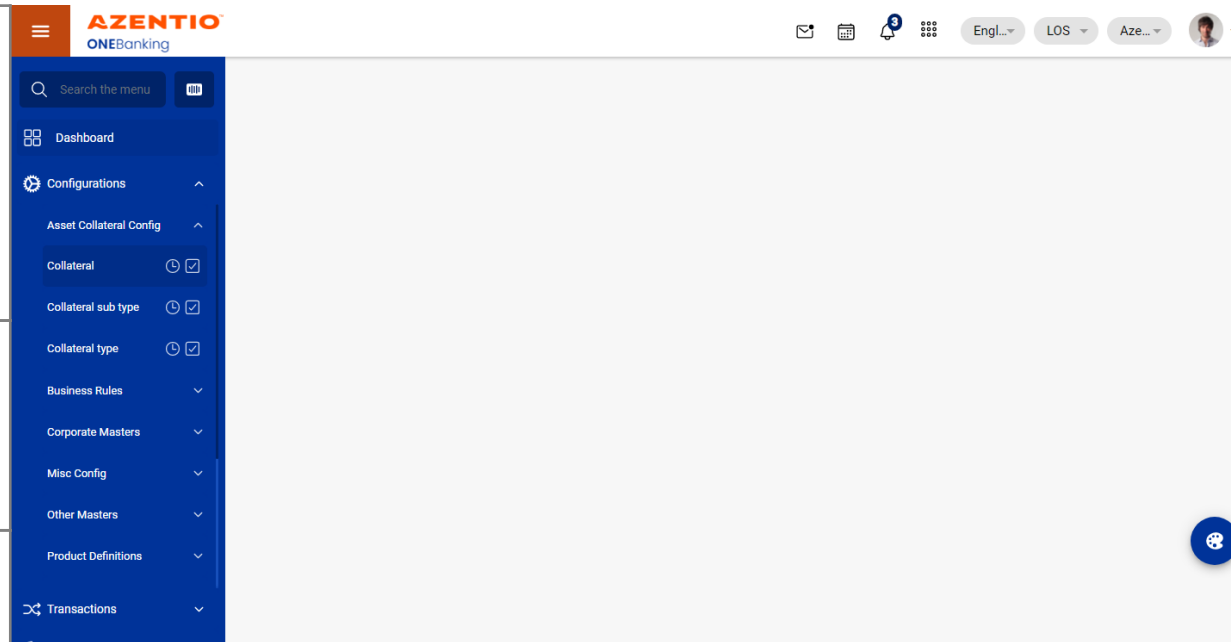 AZENTIO
ONEBanking
3
Engl...
LOS
Aze...
Search the menu
Dashboard
Configurations
Asset Collateral Config
Collateral
Collateral sub type
Collateral type
Business Rules
Corporate Masters
Misc Config
Other Masters
Product Definitions
Transactions